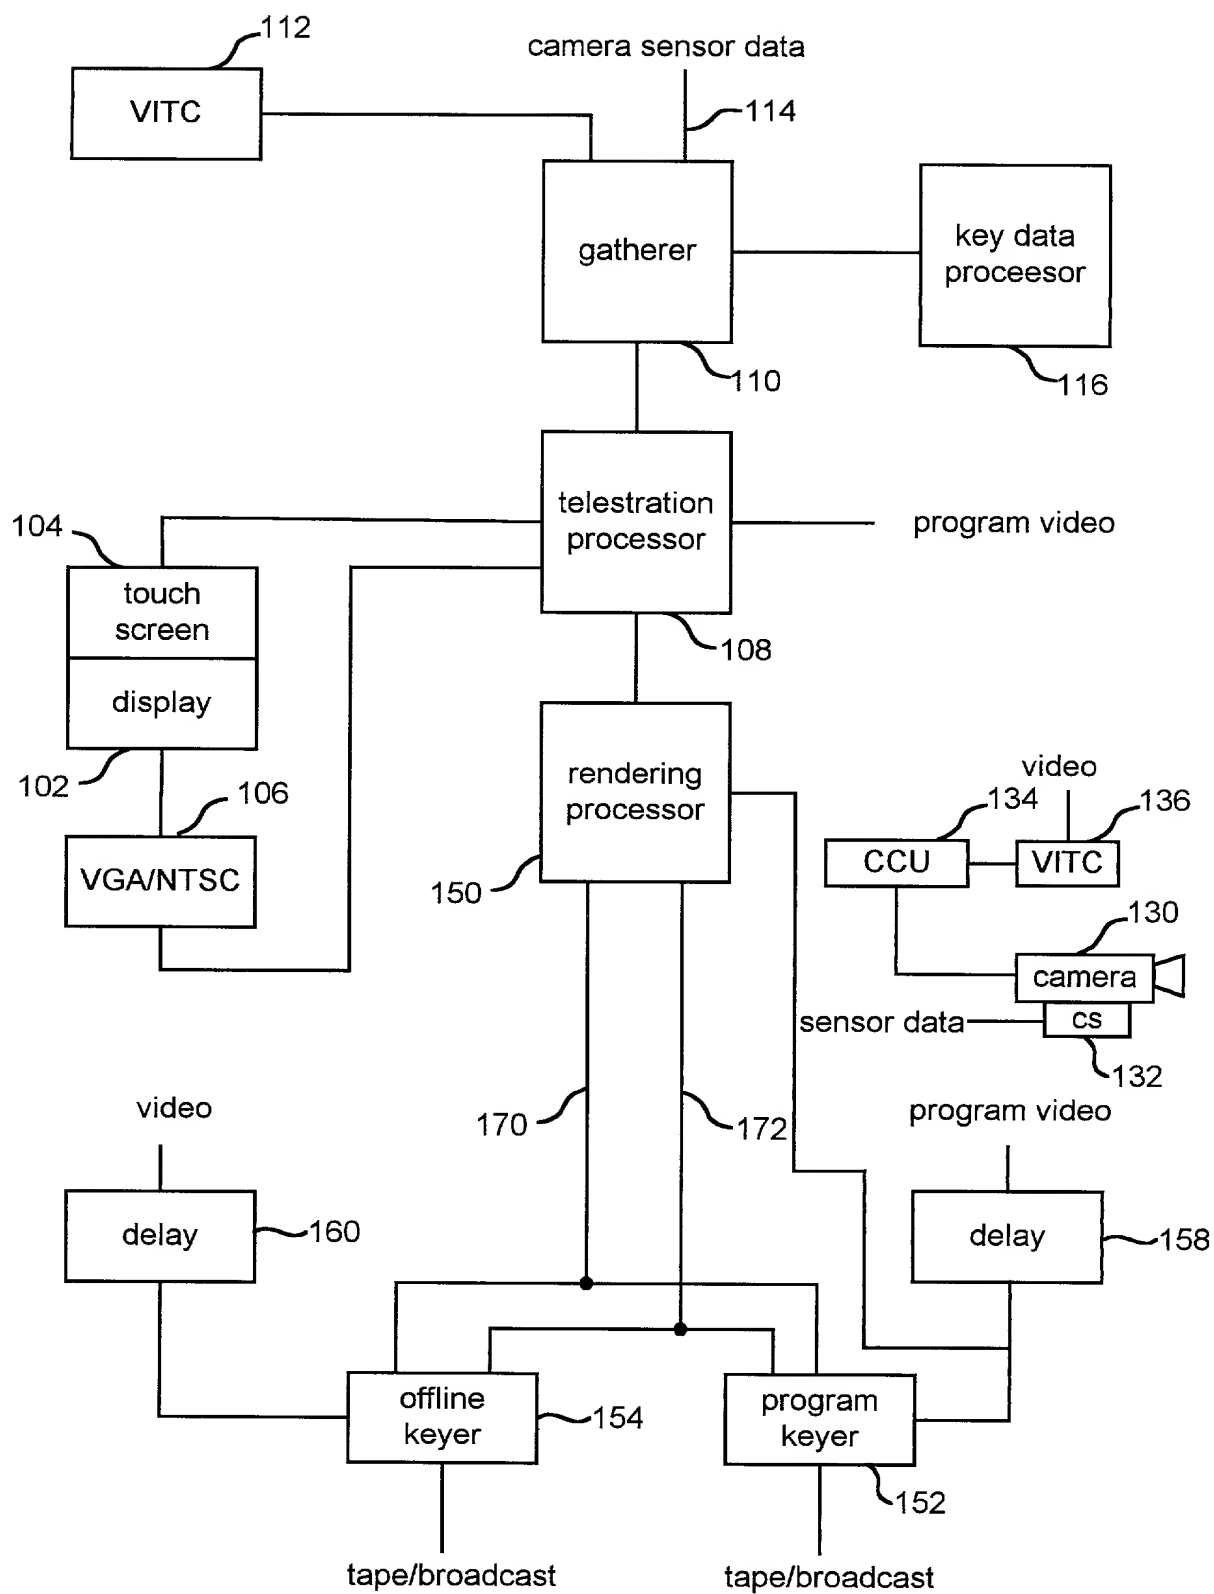 112
camera sensor data
VITC
114
gatherer
key data
proceesor
110
116
telestration
processor
program video
104
touch
screen
108
display
102
106
rendering
processor
video
134
136
VGA/NTSC
150
CCU
VITC
130
camera
sensor data
cs
132
video
170
172
program video
delay
160
delay
158
offline
keyer
154
program
keyer
152
tape/broadcast
tape/broadcast